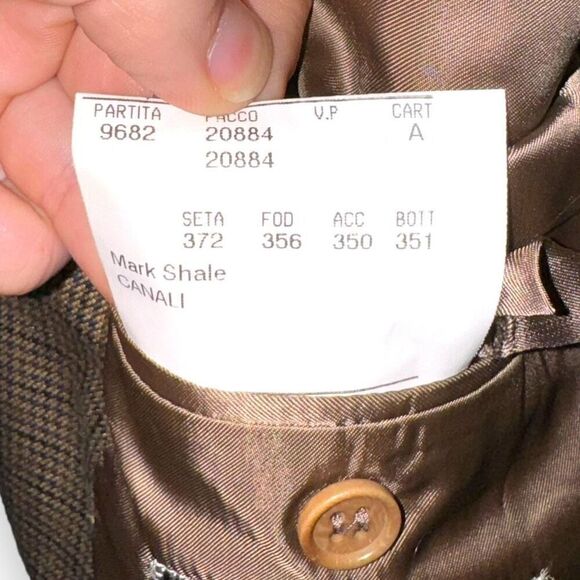 PARTITA PACCO V.P CART
9682 20884 A
20884
SETA FOD ACC BOTT
372 356 350 351
Mark Shale
CANALI